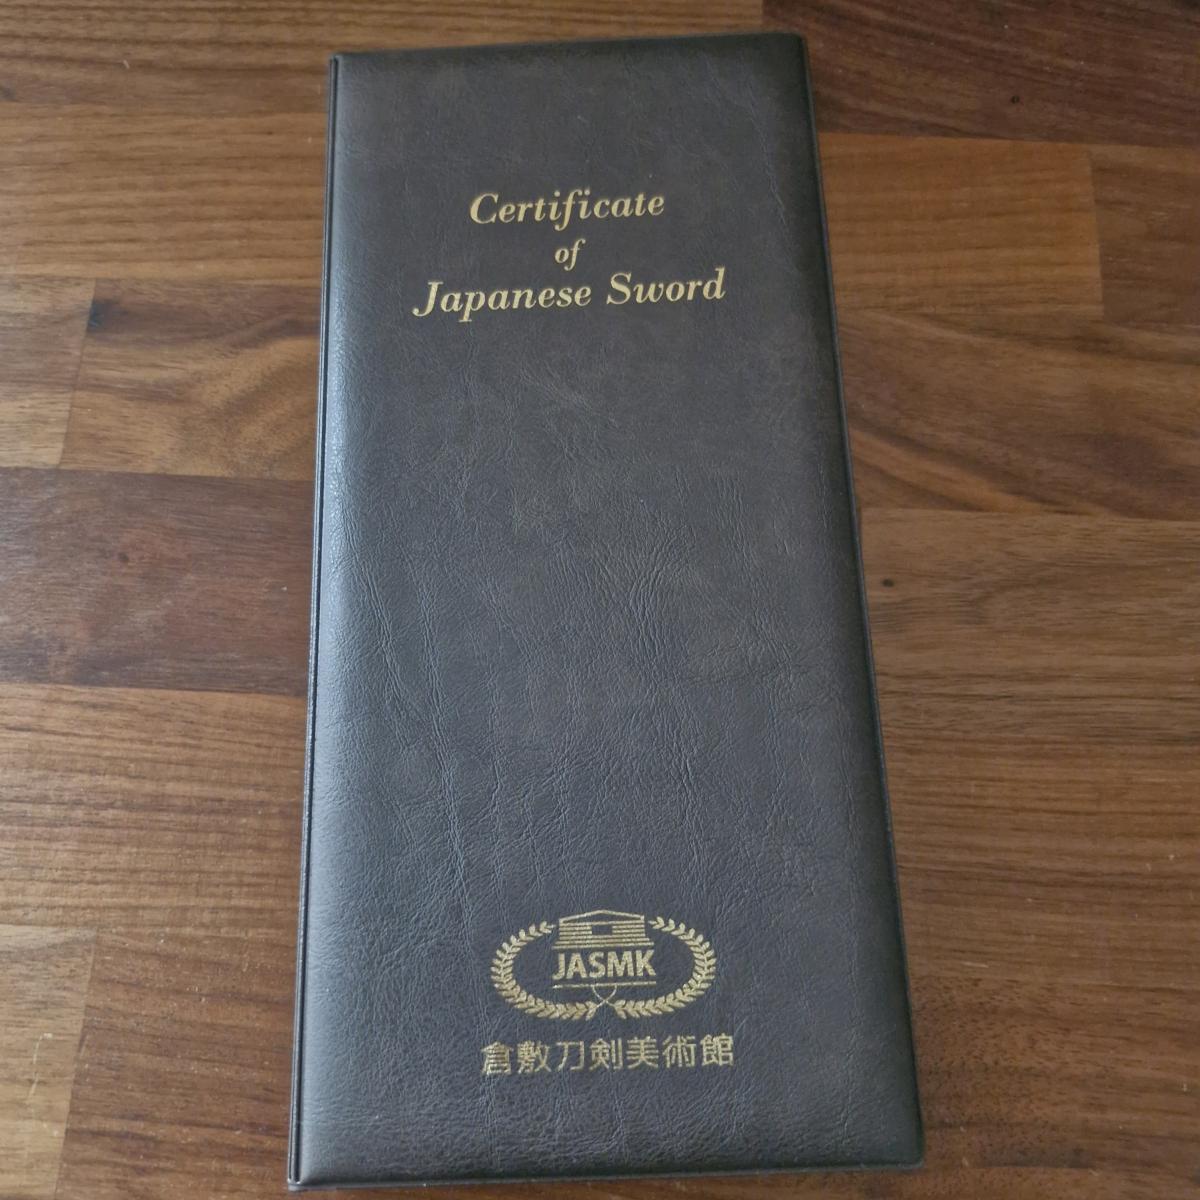 Certificate
of
Japanese Sword
JASMK
倉敷刀剣美術館